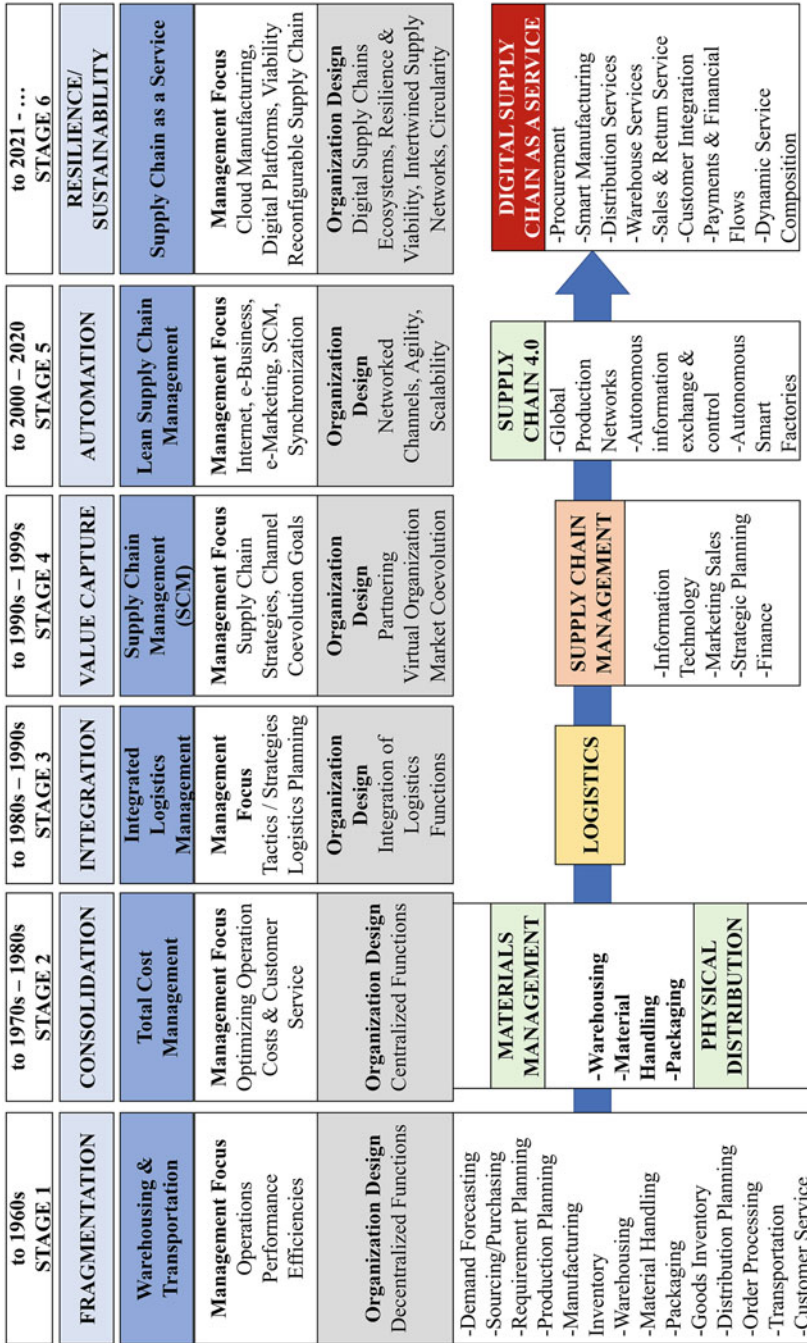 to 1960s
STAGE 1
FRAGMENTATION
Warehousing &
Transportation
Management Focus
Operations
Performance
Efficiencies
Organization Design
Decentralized Functions
-Demand Forecasting
-Sourcing/Purchasing
-Requirement Planning
-Production Planning
-Manufacturing
Inventory
-Warehousing
-Material Handling
-Packaging
-Goods Inventory
-Distribution Planning
-Order Processing
-Transportation
-Customer Service
to 1970s – 1980s
STAGE 2
CONSOLIDATION
Total Cost
Management
Management Focus
Optimizing Operation
Costs & Customer
Service
Organization Design
Centralized Functions
MATERIALS
MANAGEMENT
-Warehousing
-Material
Handling
-Packaging
PHYSICAL
DISTRIBUTION
to 1980s – 1990s
STAGE 3
INTEGRATION
Integrated
Logistics
Management
Management
Focus
Tactics / Strategies
Logistics Planning
Organization
Design
Integration of
Logistics
Functions
LOGISTICS
to 1990s – 1999s
STAGE 4
VALUE CAPTURE
Supply Chain
Management
(SCM)
Management Focus
Supply Chain
Strategies, Channel
Coevolution Goals
Organization
Design
Partnering
Virtual Organization
Market Coevolution
SUPPLY CHAIN
MANAGEMENT
-Information
Technology
-Marketing Sales
-Strategic Planning
-Finance
to 2000 – 2020
STAGE 5
AUTOMATION
Lean Supply Chain
Management
Management Focus
Internet, e-Business,
e-Marketing, SCM,
Synchronization
Organization
Design
Networked
Channels, Agility,
Scalability
SUPPLY
CHAIN 4.0
-Global
Production
Networks
-Autonomous
information
exchange &
control
-Autonomous
Smart
Factories
to 2021 - ...
STAGE 6
RESILIENCE/
SUSTAINABILITY
Supply Chain as a Service
Management Focus
Cloud Manufacturing,
Digital Platforms, Viability
Reconfigurable Supply Chain
Organization Design
Digital Supply Chains
Ecosystems, Resilience &
Viability, Intertwined Supply
Networks, Circularity
DIGITAL SUPPLY
CHAIN AS A SERVICE
-Procurement
-Smart Manufacturing
-Distribution Services
-Warehouse Services
-Sales & Return Service
-Customer Integration
-Payments & Financial
Flows
-Dynamic Service
Composition